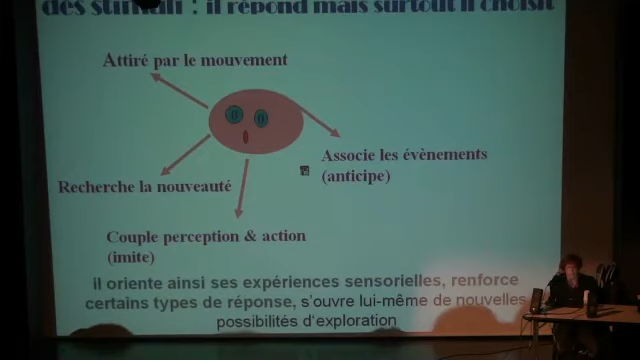 des stimuli : il répond mais surtout il choisit
Attiré par le mouvement
Associe les évènements
(anticipe)
Recherche la nouveauté
Couple perception & action
(imite)
il oriente ainsi ses expériences sensorielles, renforce
certains types de réponse, s'ouvre lui-même de nouvelles
possibilités d'exploration